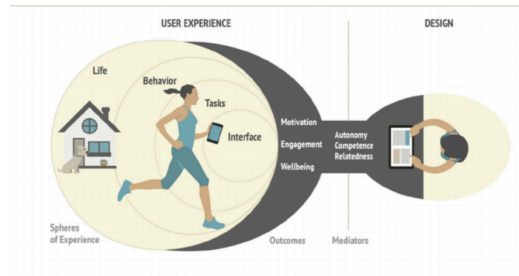 USER EXPERIENCE
DESIGN
Life
Behavior
Tasks
Interface
Motivation
Engagement
Wellbeing
Autonomy
Competence
Relatedness
Spheres
of Experience
Outcomes
Mediators